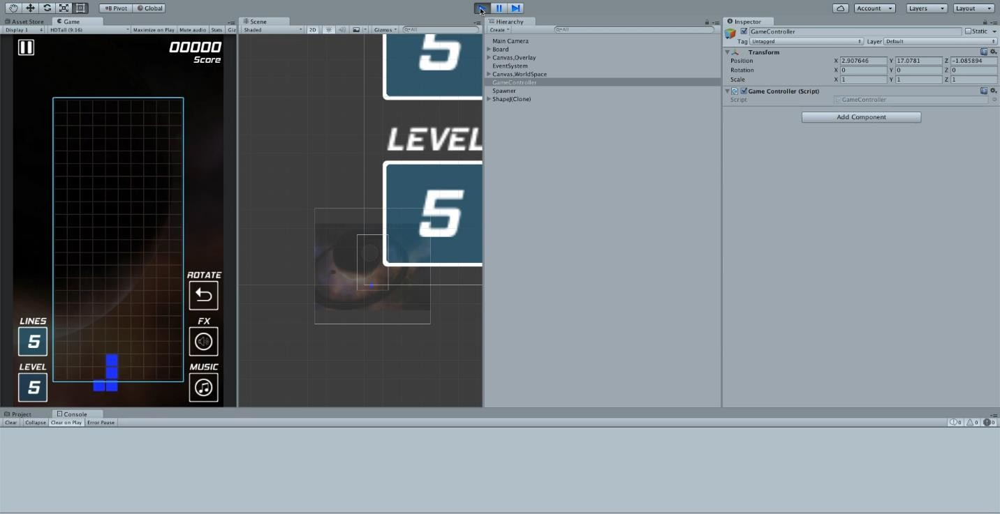 Pivot Global Account Layers Layout
Asset Store Game
Display 1 HDTall (9:16) Maximize on Play Mute audio Stats Giz
00000
Score
ROTATE
LINES
5
FX
LEVEL
5
MUSIC
Scene
Shaded 2D Gizmos All
5
LEVEL
5
Hierarchy
Create All
Main Camera
Board
Canvas,Overlay
EventSystem
Canvas,WorldSpace
GameController
Spawner
ShapeJ(Clone)
Inspector
GameController Static
Tag Untagged Layer Default
Transform
Position X 2.907646 Y 17.0781 Z -1.085894
Rotation X 0 Y 0 Z 0
Scale X 1 Y 1 Z 1
Game Controller (Script)
Script GameController
Add Component
Project Console
Clear Collapse Clear on Play Error Pause 0 0 0